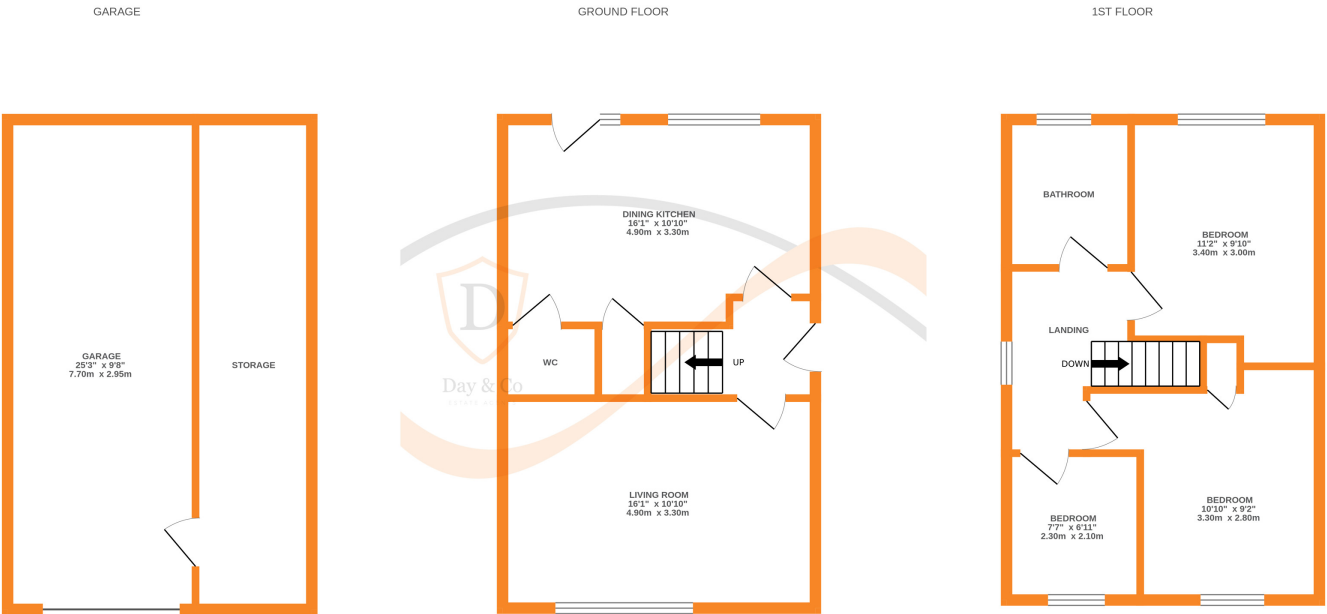 GARAGE
GROUND FLOOR
1ST FLOOR
GARAGE
25'3" x 9'8"
7.70m x 2.95m
STORAGE
DINING KITCHEN
16'1" x 10'10"
4.90m x 3.30m
WC
UP
D
Day & Co
LIVING ROOM
16'1" x 10'10"
4.90m x 3.30m
BATHROOM
BEDROOM
11'2" x 9'10"
3.40m x 3.00m
LANDING
DOWN
BEDROOM
7'7" x 6'11"
2.30m x 2.10m
BEDROOM
10'10" x 9'2"
3.30m x 2.80m